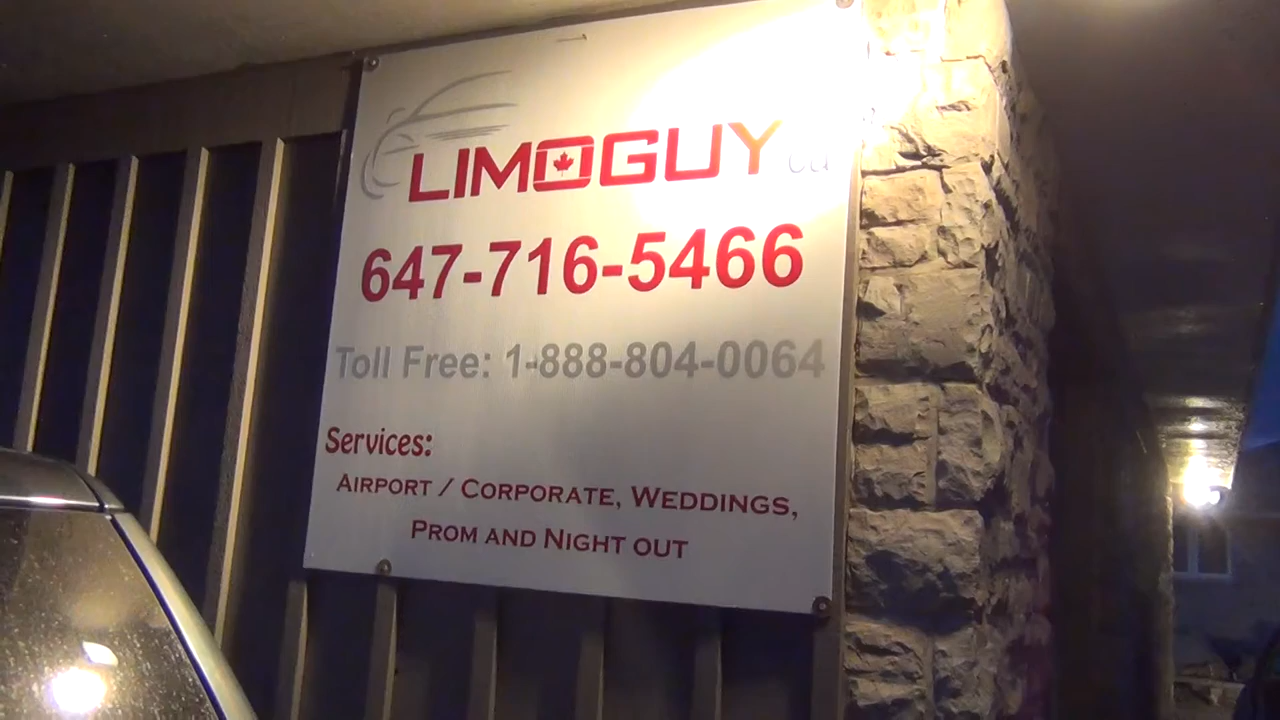 LIMOGUY
647-716-5466
Toll Free: 1-888-804-0064
Services:
AIRPORT / CORPORATE, WEDDINGS,
PROM AND NIGHT OUT